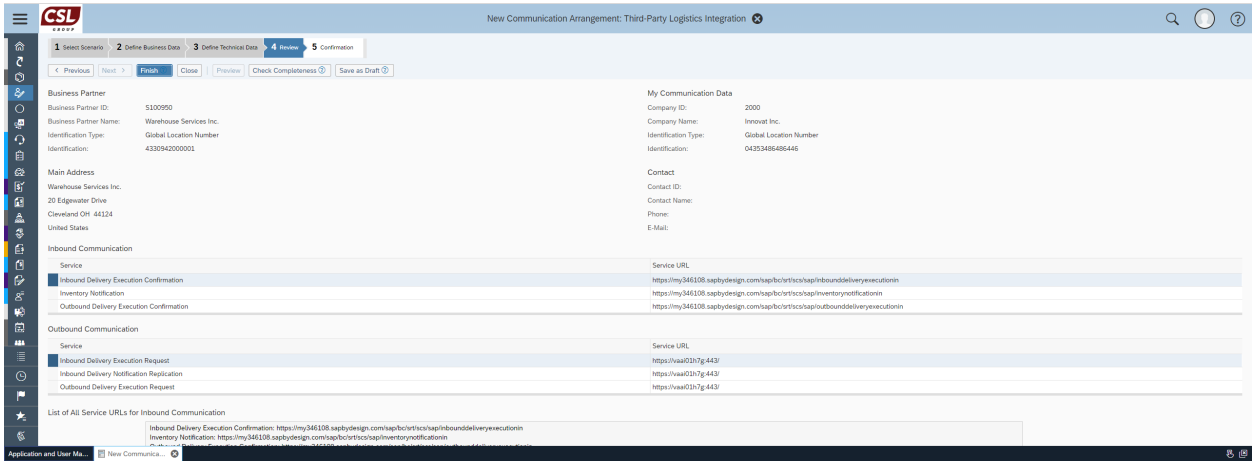 CSL
GROUP
New Communication Arrangement: Third-Party Logistics Integration
1 Select Scenario 2 Define Business Data 3 Define Technical Data 4 Review 5 Confirmation
< Previous Next > Finish Close Preview Check Completeness Save as Draft
Business Partner
Business Partner ID: S100950
Business Partner Name: Warehouse Services Inc.
Identification Type: Global Location Number
Identification: 4330942000001
My Communication Data
Company ID: 2000
Company Name: Innovat Inc.
Identification Type: Global Location Number
Identification: 04353486486446
Main Address
Warehouse Services Inc.
20 Edgewater Drive
Cleveland OH 44124
United States
Contact
Contact ID:
Contact Name:
Phone:
E-Mail:
Inbound Communication
Service Service URL
Inbound Delivery Execution Confirmation https://my346108.sapbydesign.com/sap/bc/srt/scs/sap/inbounddeliveryexecutionin
Inventory Notification https://my346108.sapbydesign.com/sap/bc/srt/scs/sap/inventorynotificationin
Outbound Delivery Execution Confirmation https://my346108.sapbydesign.com/sap/bc/srt/scs/sap/outbounddeliveryexecutionin
Outbound Communication
Service Service URL
Inbound Delivery Execution Request https://vaai01h7g:443/
Inbound Delivery Notification Replication https://vaai01h7g:443/
Outbound Delivery Execution Request https://vaai01h7g:443/
List of All Service URLs for Inbound Communication
Inbound Delivery Execution Confirmation: https://my346108.sapbydesign.com/sap/bc/srt/scs/sap/inbounddeliveryexecutionin
Inventory Notification: https://my346108.sapbydesign.com/sap/bc/srt/scs/sap/inventorynotificationin
Application and User Ma... New Communica...